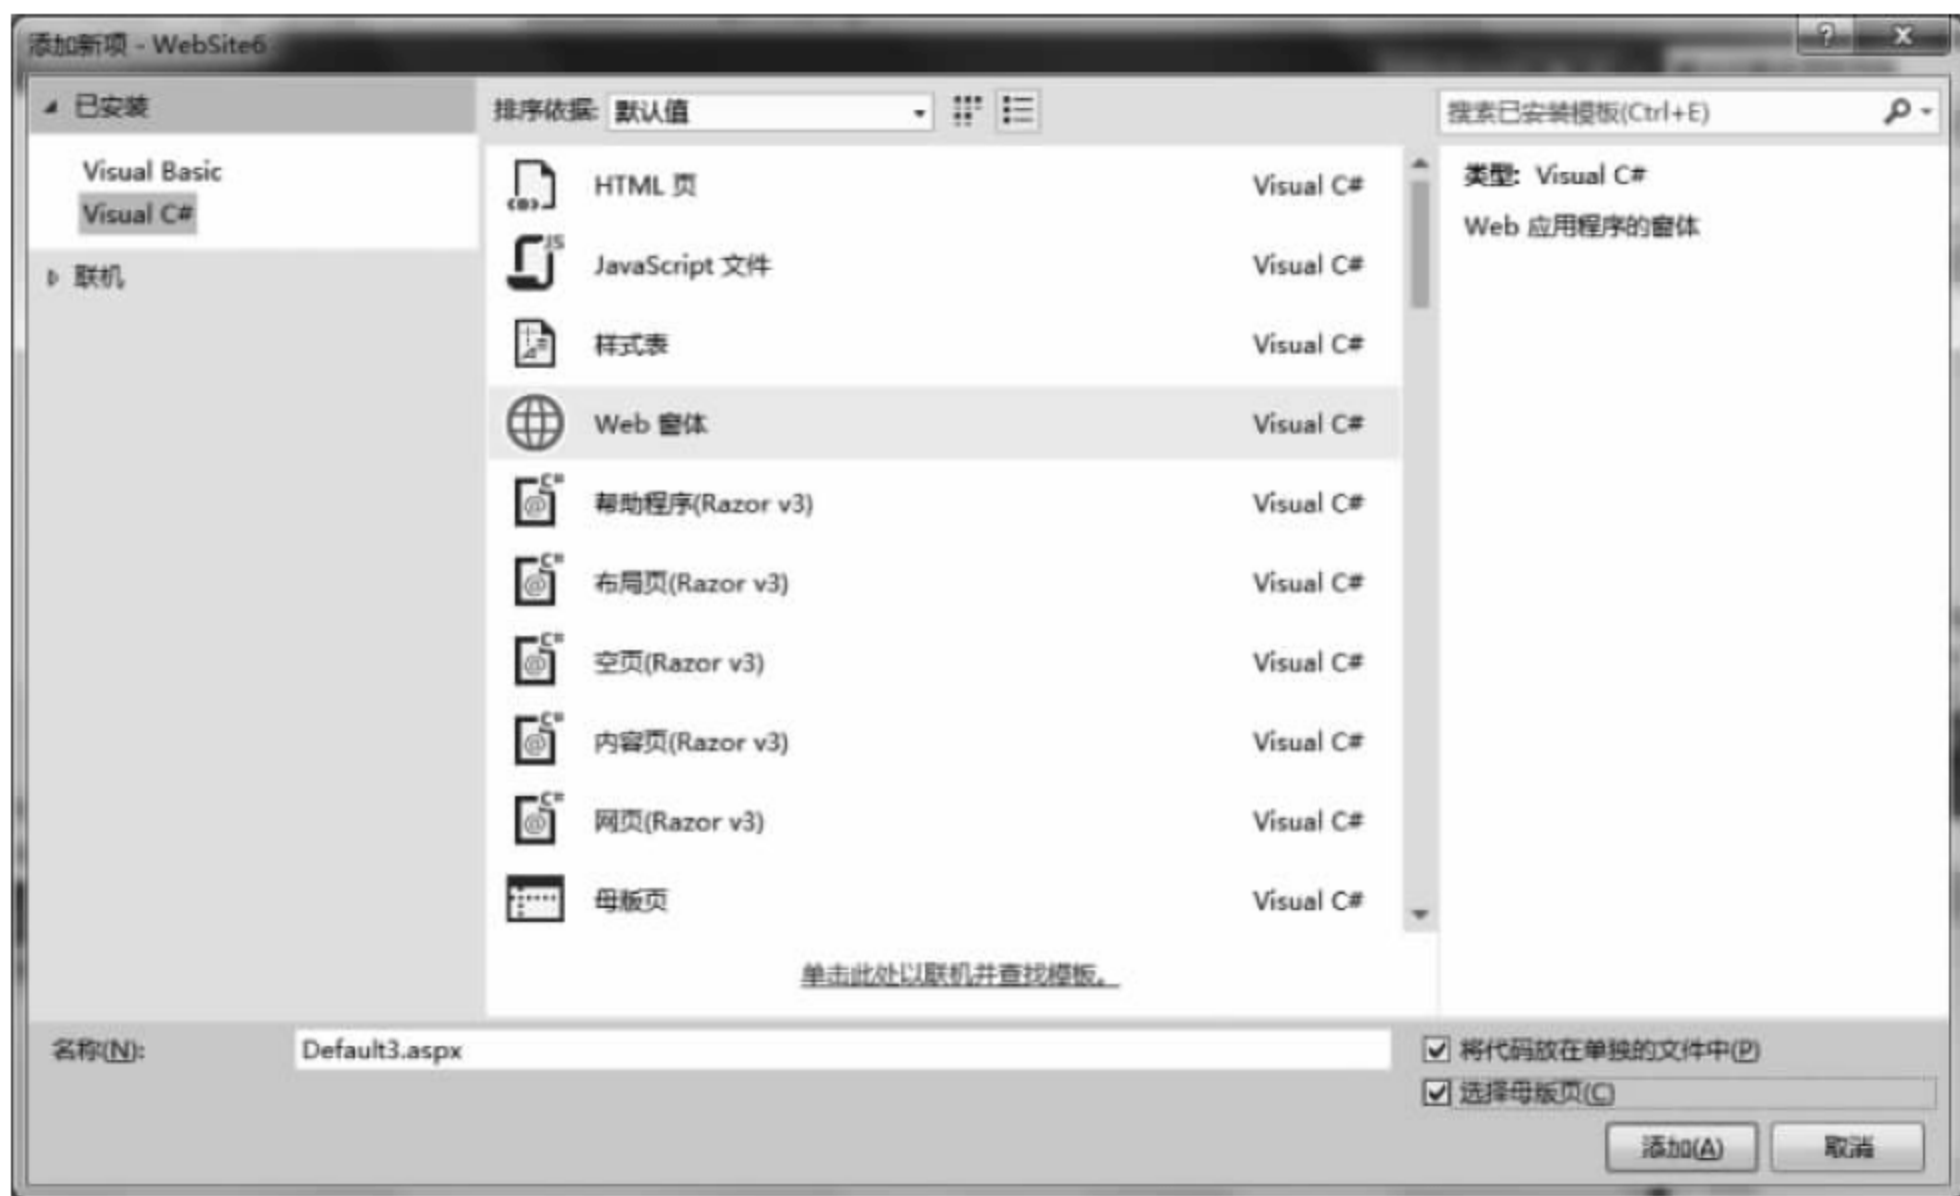 添加新项 - WebSite6
已安装
Visual Basic
Visual C#
联机
排序依据: 默认值
HTML 页 Visual C#
JavaScript 文件 Visual C#
样式表 Visual C#
Web 窗体 Visual C#
帮助程序(Razor v3) Visual C#
布局页(Razor v3) Visual C#
空页(Razor v3) Visual C#
内容页(Razor v3) Visual C#
网页(Razor v3) Visual C#
母版页 Visual C#
单击此处以联机并查找模板。
搜索已安装模板(Ctrl+E)
类型: Visual C#
Web 应用程序的窗体
名称(N): Default3.aspx
将代码放在单独的文件中(P)
选择母版页(C)
添加(A) 取消